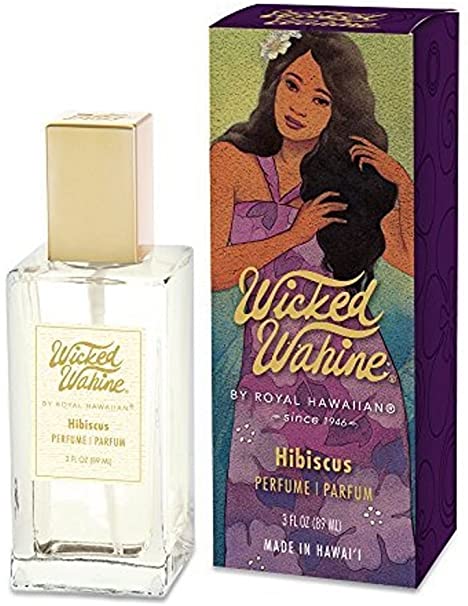 Wicked
Wahine®
BY ROYAL HAWAIIAN®
Hibiscus
PERFUME | PARFUM
3 FL OZ (89 ML)
Wicked
Wahine®
BY ROYAL HAWAIIAN®
since 1946
Hibiscus
PERFUME | PARFUM
3 FL OZ (89 ML)
MADE IN HAWAI‘I